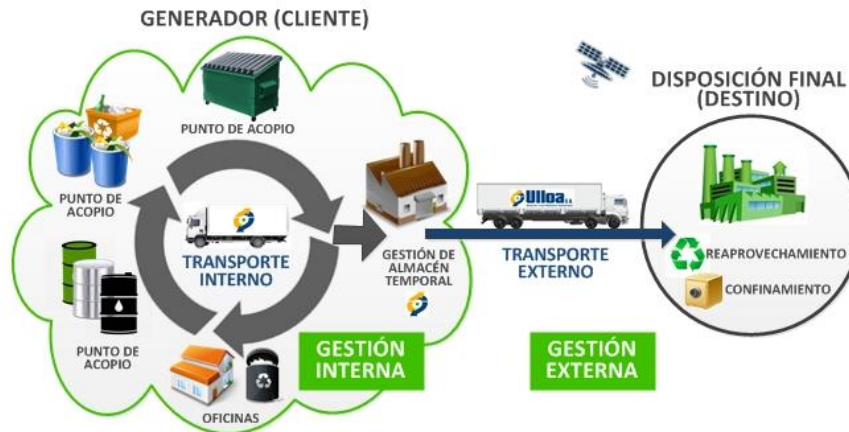 GENERADOR (CLIENTE)
PUNTO DE ACOPIO
PUNTO
DE ACOPIO
TRANSPORTE
INTERNO
PUNTO DE
ACOPIO
OFICINAS
GESTIÓN DE
ALMACÉN
TEMPORAL
GESTIÓN
INTERNA
Ulloa S.A.
TRANSPORTE
EXTERNO
GESTIÓN
EXTERNA
DISPOSICIÓN FINAL
(DESTINO)
REAPROVECHAMIENTO
CONFINAMIENTO